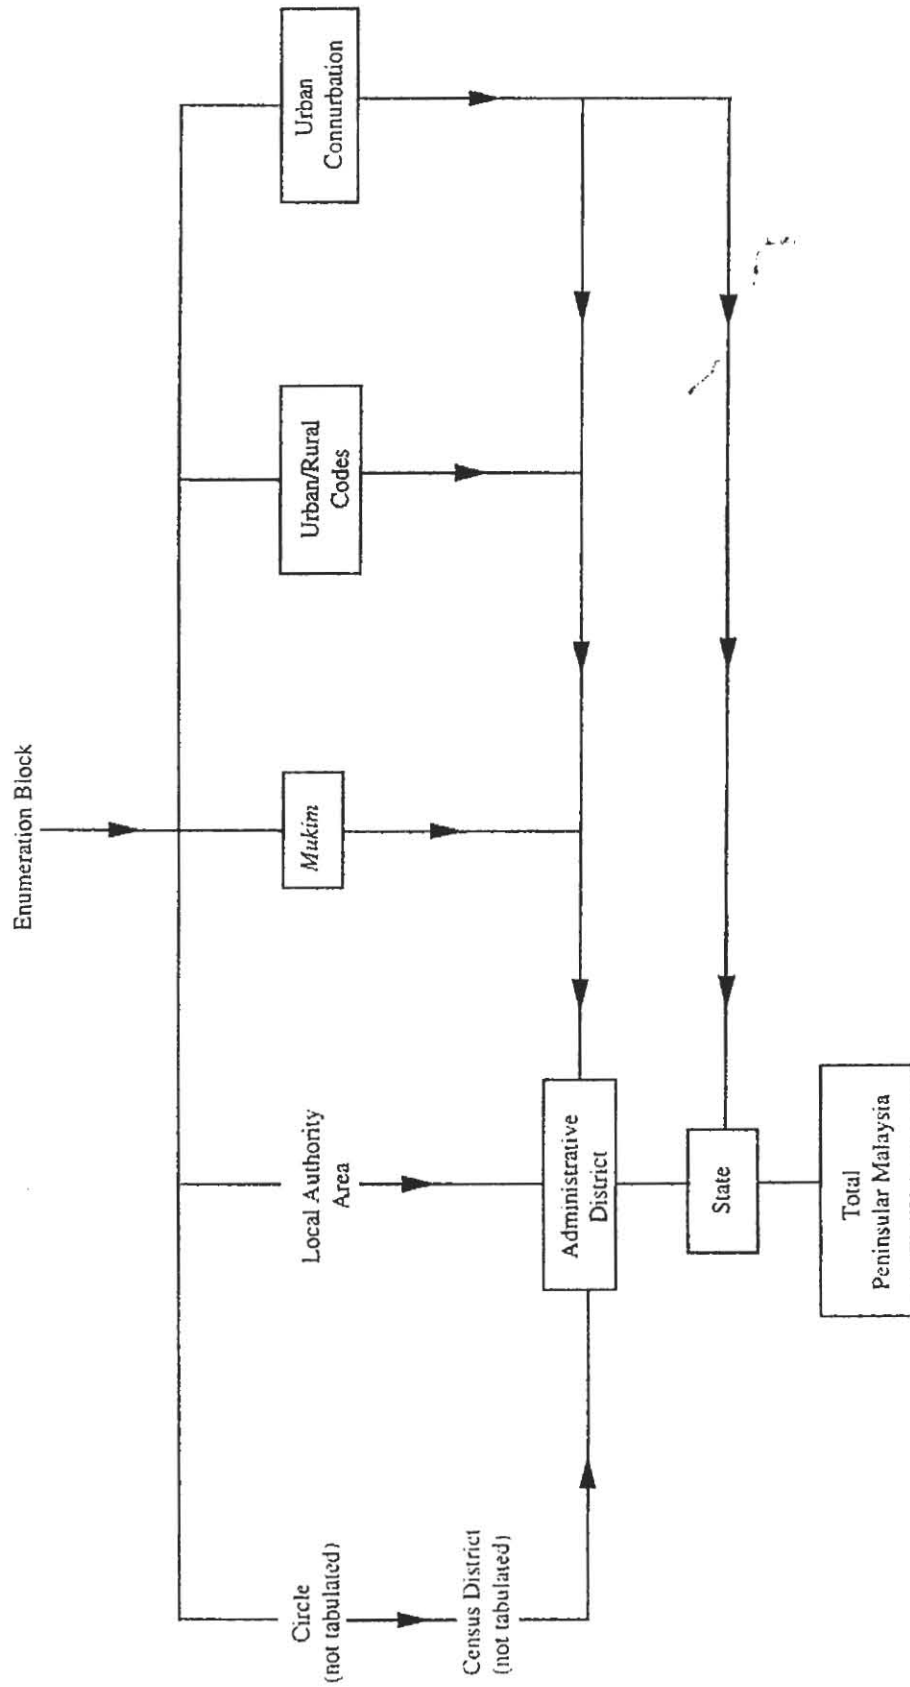 Enumeration Block
Circle
(not tabulated)
Local Authority
Area
Mukim
Urban/Rural
Codes
Urban
Connurbation
Census District
(not tabulated)
Administrative
District
State
Total
Peninsular Malaysia